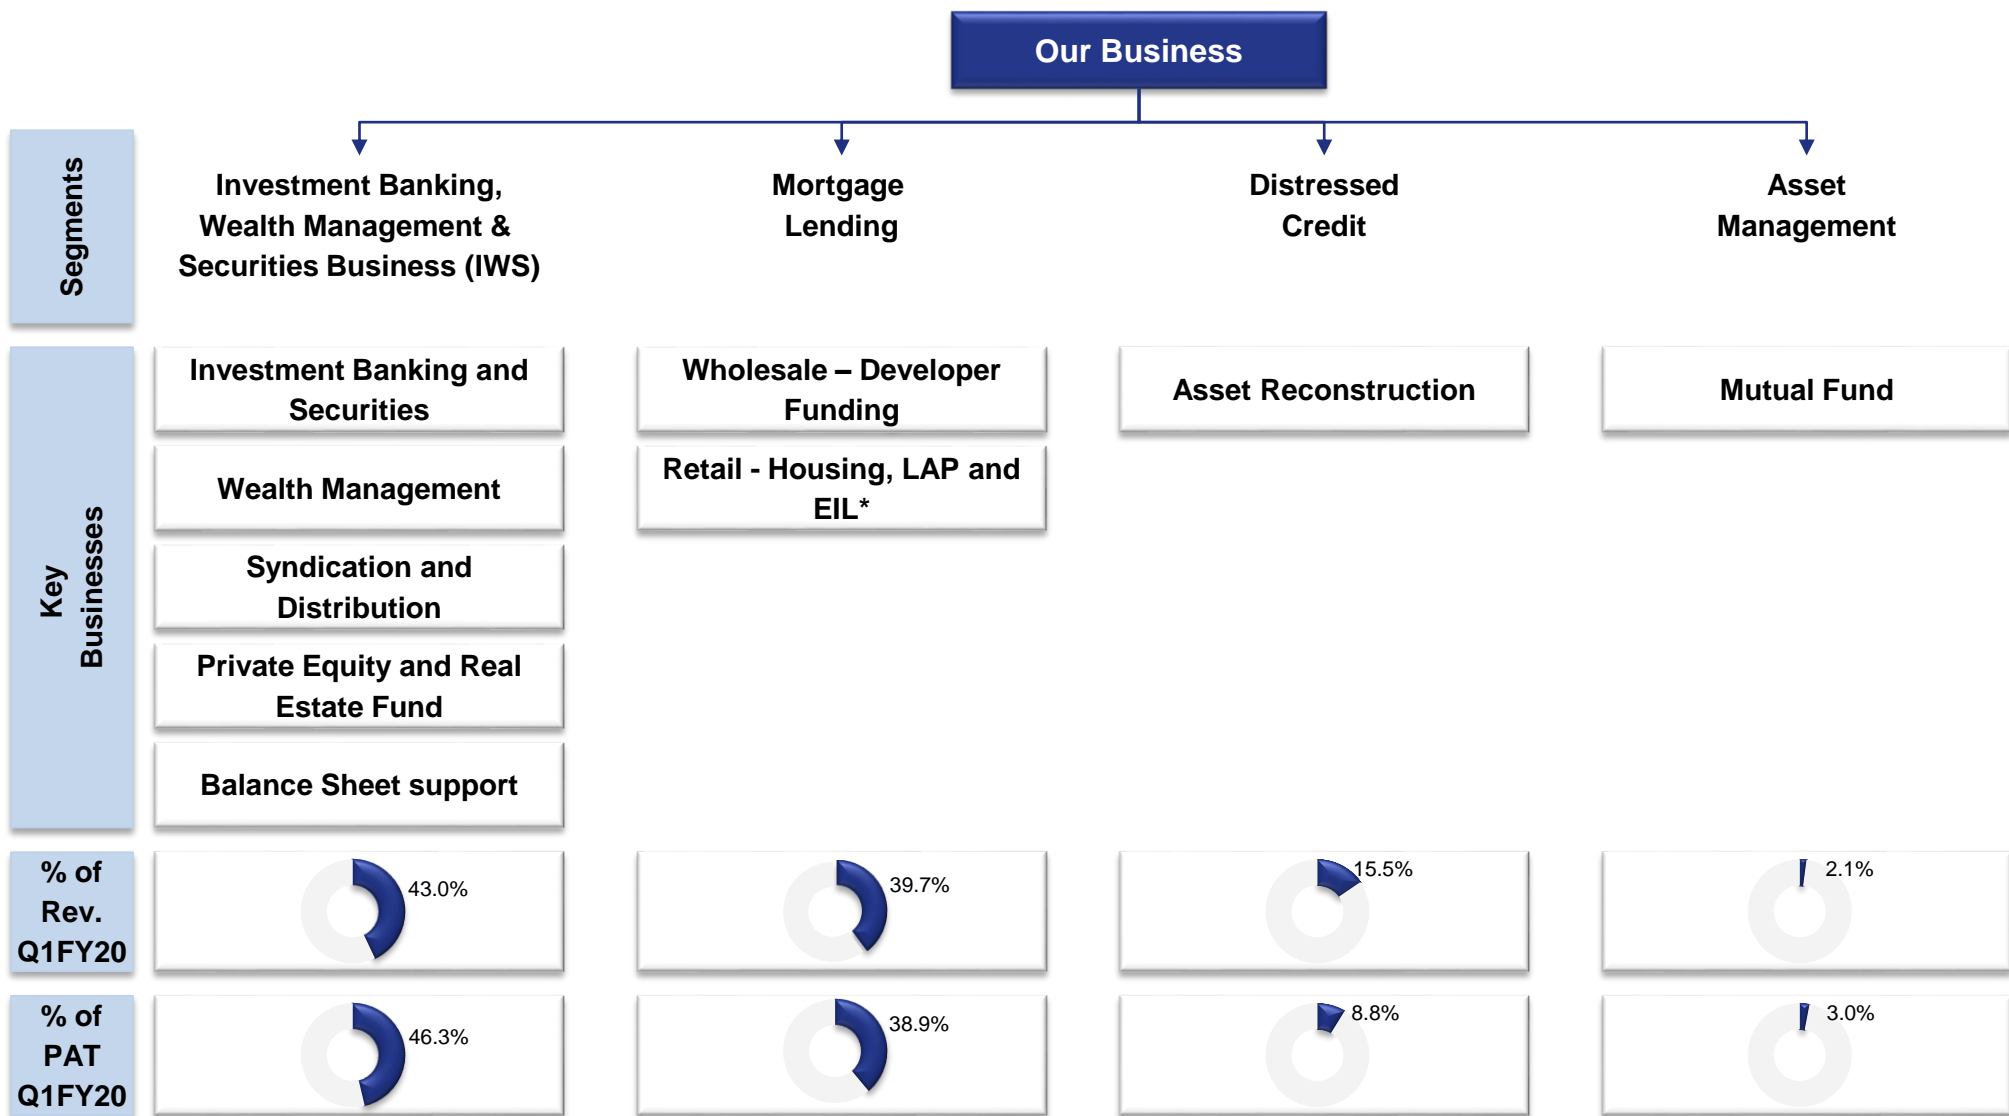 Our Business
Segments
Investment Banking,
Wealth Management &
Securities Business (IWS)
Mortgage
Lending
Distressed
Credit
Asset
Management
Key
Businesses
Investment Banking and
Securities
Wealth Management
Syndication and
Distribution
Private Equity and Real
Estate Fund
Balance Sheet support
Wholesale – Developer
Funding
Retail - Housing, LAP and
EIL*
Asset Reconstruction
Mutual Fund
% of
Rev.
Q1FY20
43.0%
39.7%
15.5%
2.1%
% of
PAT
Q1FY20
46.3%
38.9%
8.8%
3.0%